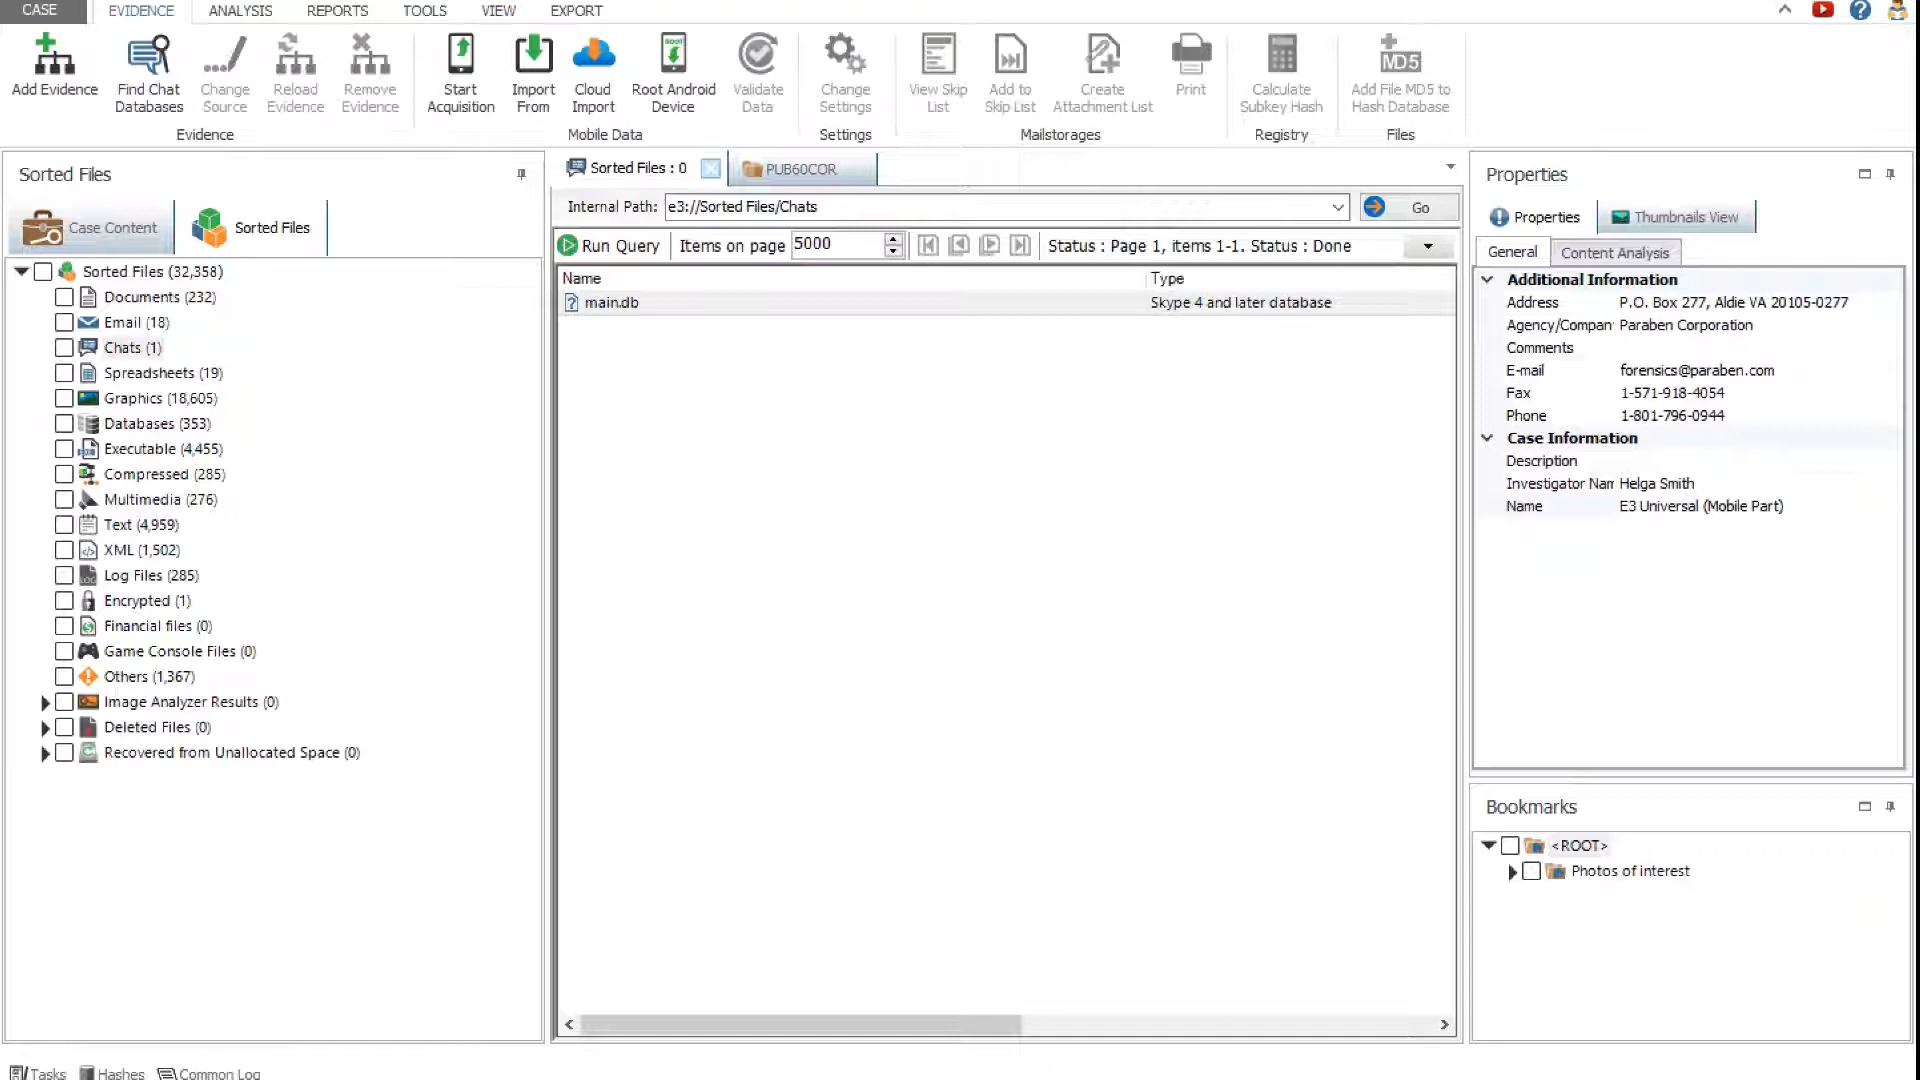 CASE EVIDENCE ANALYSIS REPORTS TOOLS VIEW EXPORT
Add Evidence
Find Chat Databases
Change Source
Reload Evidence
Remove Evidence
Evidence
Start Acquisition
Import From
Cloud Import
Root Android Device
Validate Data
Mobile Data
Change Settings
Settings
View Skip List
Add to Skip List
Create Attachment List
Print
Mailstorages
Calculate Subkey Hash
Registry
MD5
Add File MD5 to Hash Database
Files
Sorted Files
Case Content
Sorted Files
Sorted Files (32,358)
Documents (232)
Email (18)
Chats (1)
Spreadsheets (19)
Graphics (18,605)
Databases (353)
Executable (4,455)
Compressed (285)
Multimedia (276)
Text (4,959)
XML (1,502)
Log Files (285)
Encrypted (1)
Financial files (0)
Game Console Files (0)
Others (1,367)
Image Analyzer Results (0)
Deleted Files (0)
Recovered from Unallocated Space (0)
Sorted Files : 0
PUB60COR
Internal Path: e3://Sorted Files/Chats Go
Run Query Items on page 5000 Status : Page 1, items 1-1. Status : Done
Name Type
main.db Skype 4 and later database
Properties
Properties Thumbnails View
General Content Analysis
Additional Information
Address P.O. Box 277, Aldie VA 20105-0277
Agency/Compan Paraben Corporation
Comments
E-mail forensics@paraben.com
Fax 1-571-918-4054
Phone 1-801-796-0944
Case Information
Description
Investigator Nam Helga Smith
Name E3 Universal (Mobile Part)
Bookmarks
<ROOT>
Photos of interest
Tasks Hashes Common Log